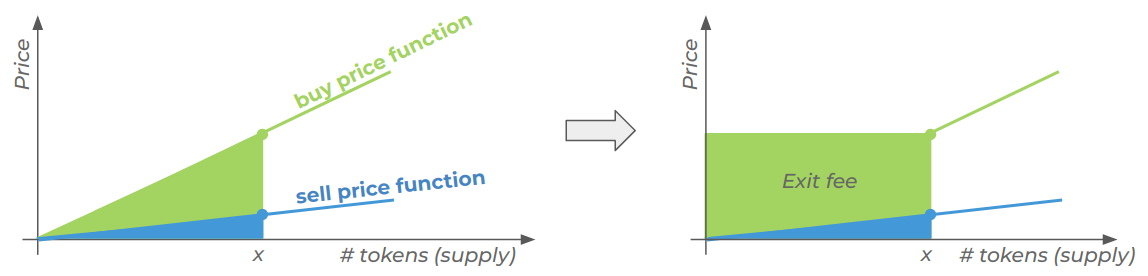 Price
buy price function
sell price function
x
# tokens (supply)
Price
Exit fee
x
# tokens (supply)